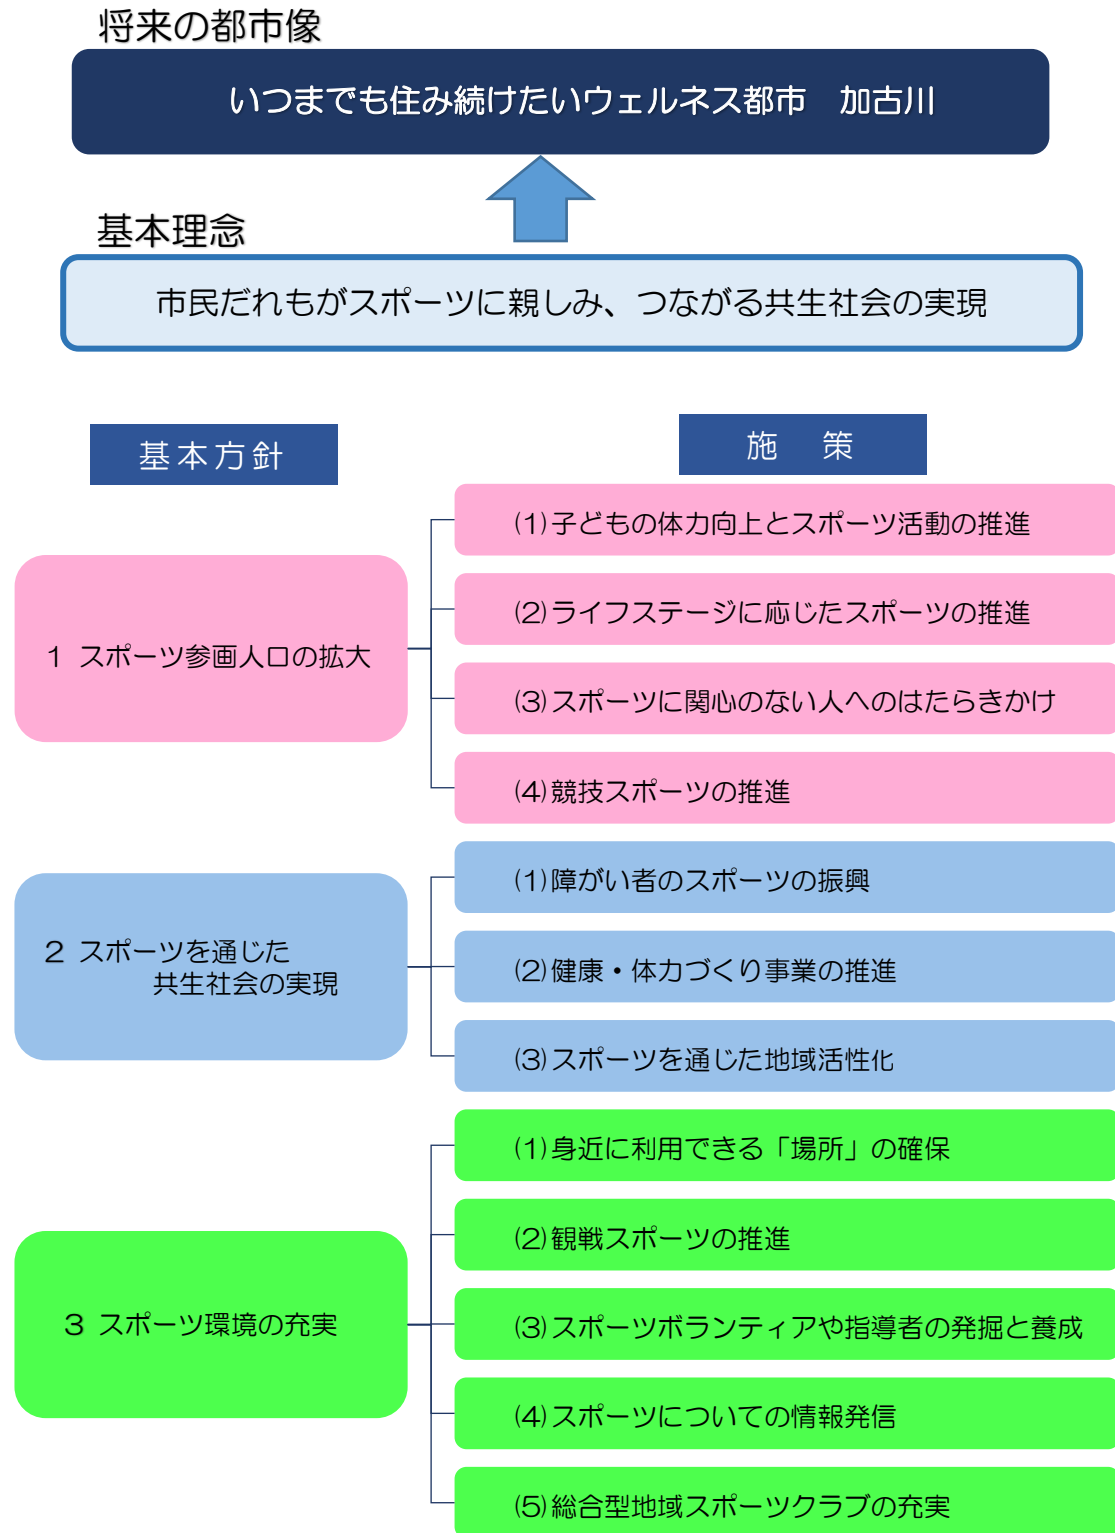 将来の都市像
いつまでも住み続けたいウェルネス都市　加古川
基本理念
市民だれもがスポーツに親しみ、つながる共生社会の実現
基本方針
施　策
1 スポーツ参画人口の拡大
(1)子どもの体力向上とスポーツ活動の推進
(2)ライフステージに応じたスポーツの推進
(3)スポーツに関心のない人へのはたらきかけ
(4)競技スポーツの推進
2 スポーツを通じた
共生社会の実現
(1)障がい者のスポーツの振興
(2)健康・体力づくり事業の推進
(3)スポーツを通じた地域活性化
3 スポーツ環境の充実
(1)身近に利用できる「場所」の確保
(2)観戦スポーツの推進
(3)スポーツボランティアや指導者の発掘と養成
(4)スポーツについての情報発信
(5)総合型地域スポーツクラブの充実